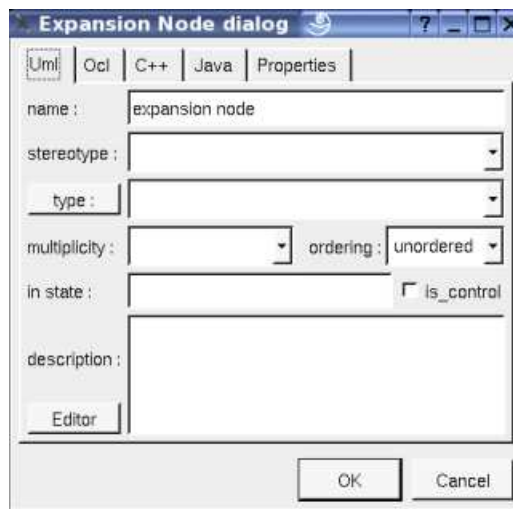 Expansion Node dialog ? _
Uml Ocl C++ Java Properties
name : expansion node
stereotype :
type :
multiplicity : ordering : unordered
in state : is_control
description :
Editor
OK Cancel